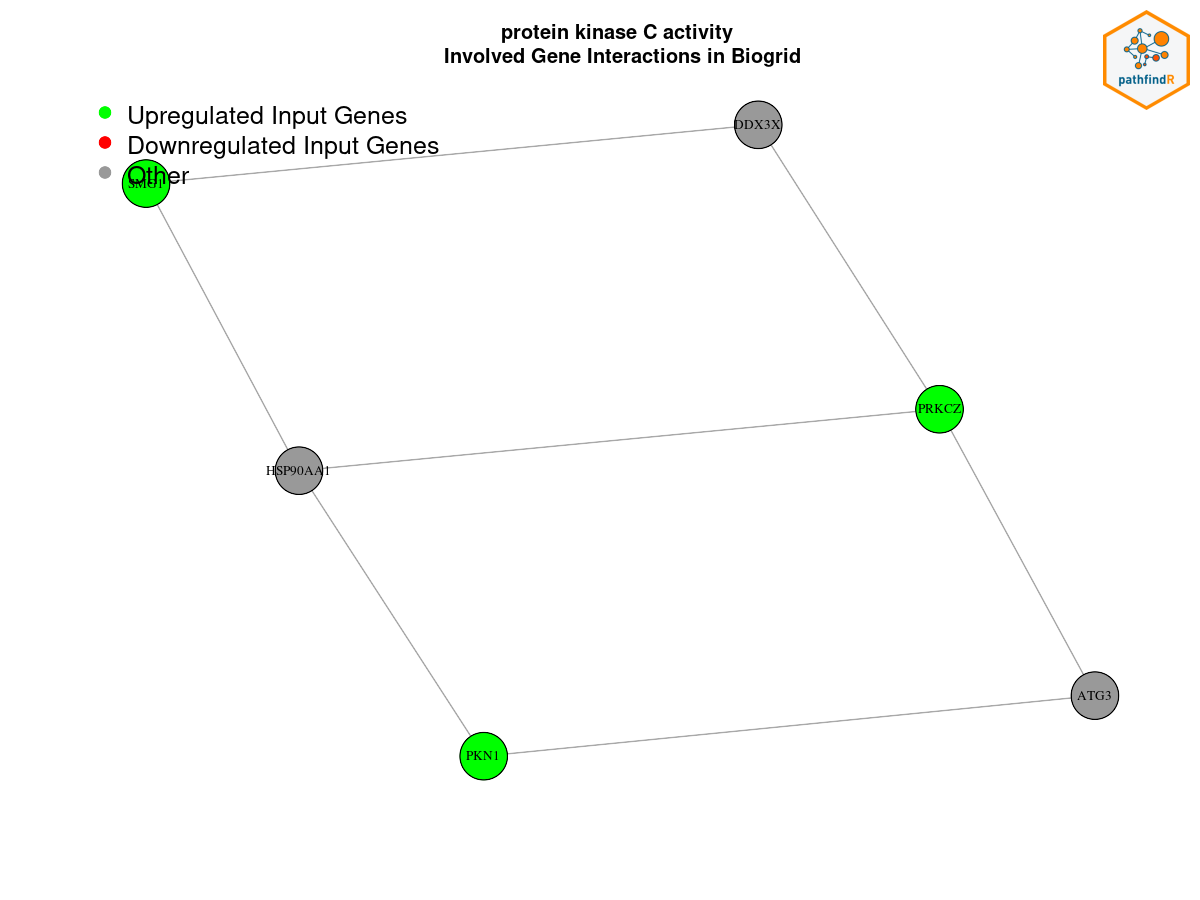 protein kinase C activity
Involved Gene Interactions in Biogrid
pathfindR
Upregulated Input Genes
Downregulated Input Genes
Other
DDX3X
SMG1
PRKCZ
HSP90AA1
ATG3
PKN1